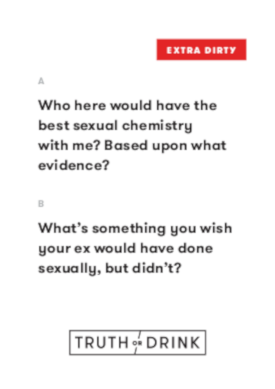 EXTRA DIRTY
A
Who here would have the
best sexual chemistry
with me? Based upon what
evidence?
B
What's something you wish
your ex would have done
sexually, but didn't?
TRUTH OR DRINK